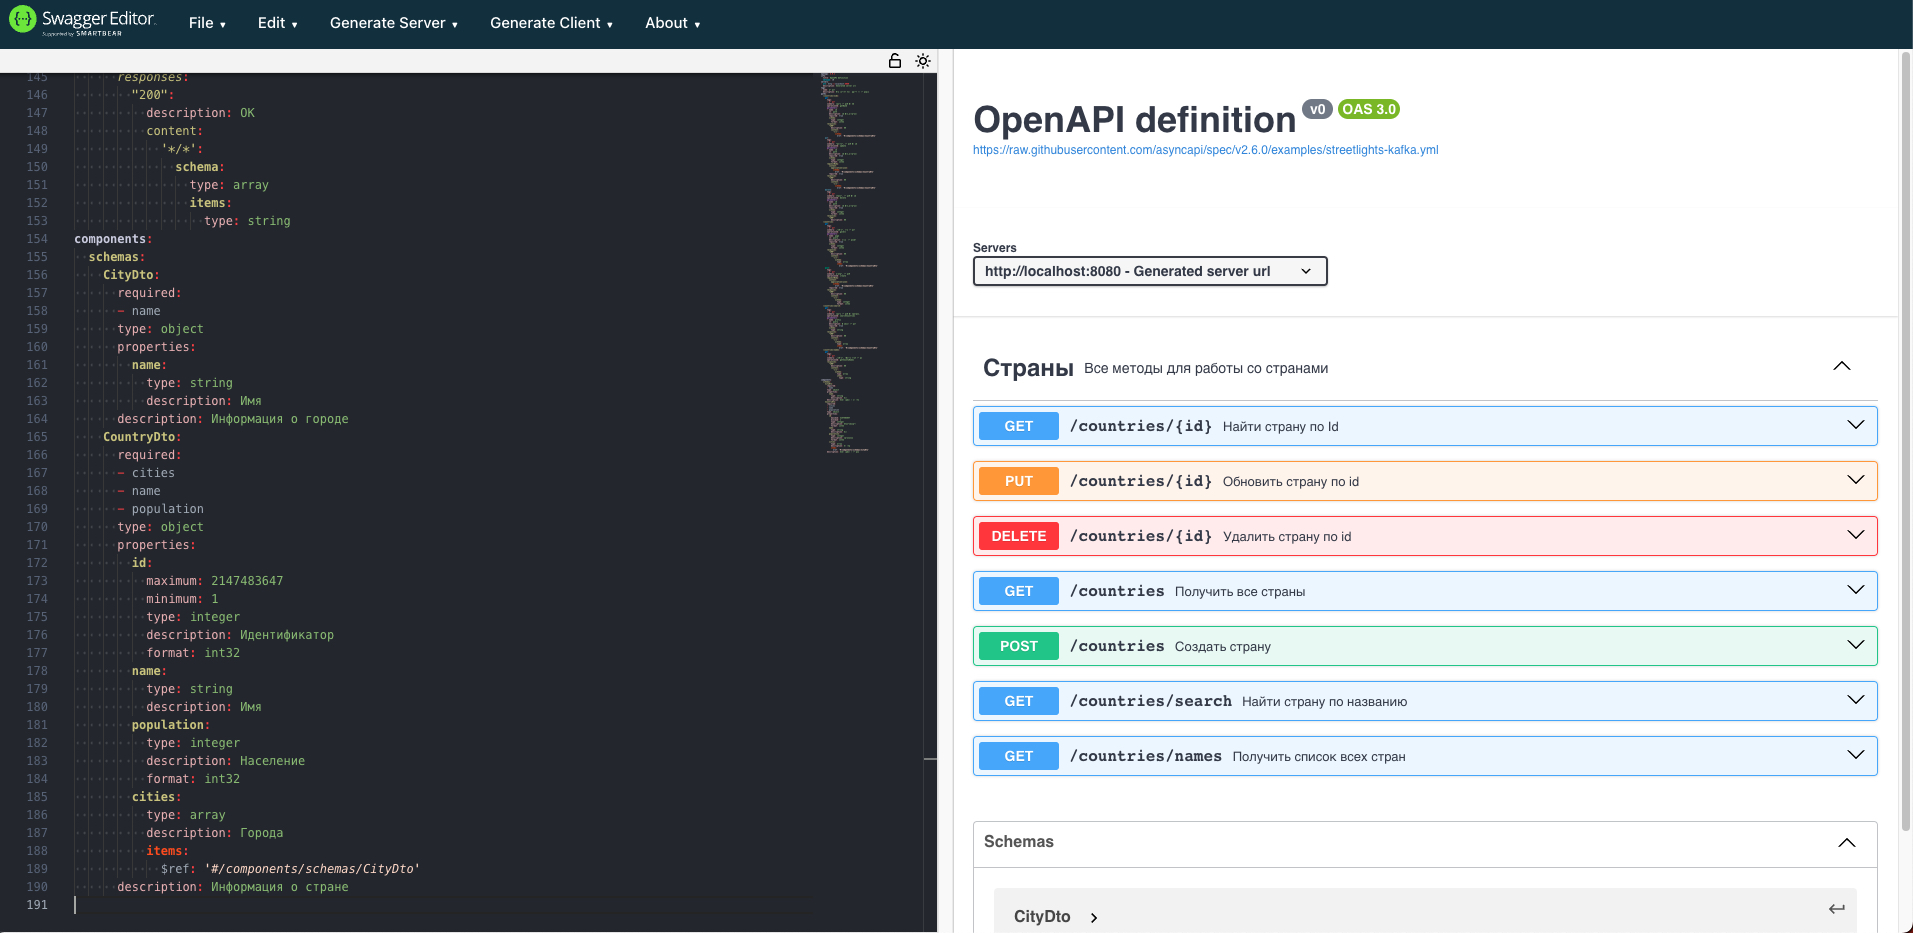 Swagger Editor.
Supported by SMARTBEAR
File
Edit
Generate Server
Generate Client
About
145 responses:
146 "200":
147 description: OK
148 content:
149 '*/*':
150 schema:
151 type: array
152 items:
153 type: string
154 components:
155 schemas:
156 CityDto:
157 required:
158 - name
159 type: object
160 properties:
161 name:
162 type: string
163 description: Имя
164 description: Информация о городе
165 CountryDto:
166 required:
167 - cities
168 - name
169 - population
170 type: object
171 properties:
172 id:
173 maximum: 2147483647
174 minimum: 1
175 type: integer
176 description: Идентификатор
177 format: int32
178 name:
179 type: string
180 description: Имя
181 population:
182 type: integer
183 description: Население
184 format: int32
185 cities:
186 type: array
187 description: Города
188 items:
189 $ref: '#/components/schemas/CityDto'
190 description: Информация о стране
191
OpenAPI definition v0 OAS 3.0
https://raw.githubusercontent.com/asyncapi/spec/v2.6.0/examples/streetlights-kafka.yml
Servers
http://localhost:8080 - Generated server url
Страны Все методы для работы со странами
GET /countries/{id} Найти страну по Id
PUT /countries/{id} Обновить страну по id
DELETE /countries/{id} Удалить страну по id
GET /countries Получить все страны
POST /countries Создать страну
GET /countries/search Найти страну по названию
GET /countries/names Получить список всех стран
Schemas
CityDto